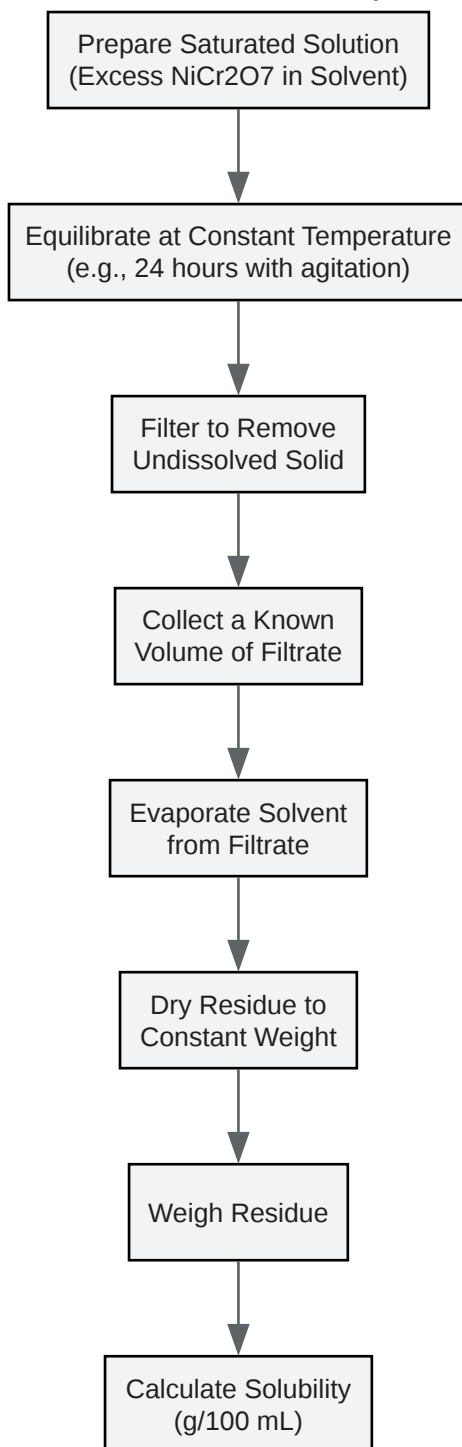 Prepare Saturated Solution
(Excess NiCr2O7 in Solvent)
Equilibrate at Constant Temperature
(e.g., 24 hours with agitation)
Filter to Remove
Undissolved Solid
Collect a Known
Volume of Filtrate
Evaporate Solvent
from Filtrate
Dry Residue to
Constant Weight
Weigh Residue
Calculate Solubility
(g/100 mL)